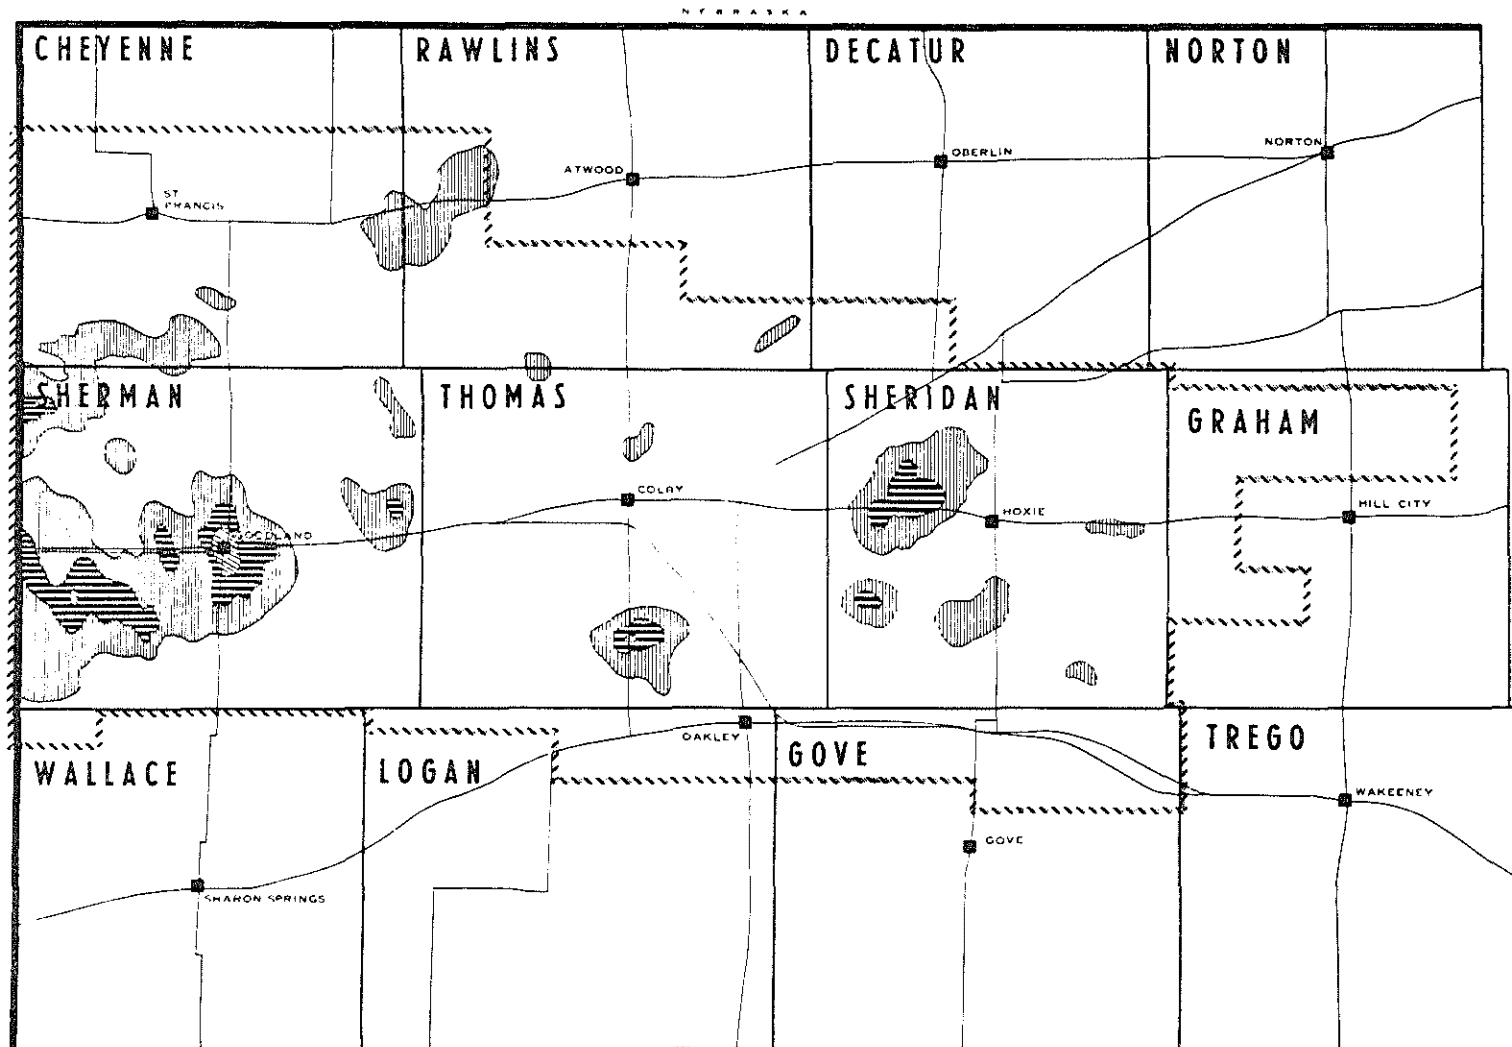 NEBRASKA
CHEYENNE
RAWLINS
DECATUR
NORTON
ST.
FRANCIS
ATWOOD
OBERLIN
NORTON
SHERMAN
THOMAS
SHERIDAN
GRAHAM
GOODLAND
COLBY
HOXIE
HILL CITY
WALLACE
LOGAN
OAKLEY
GOVE
TREGO
SHARON SPRINGS
GOVE
WAKEENEY